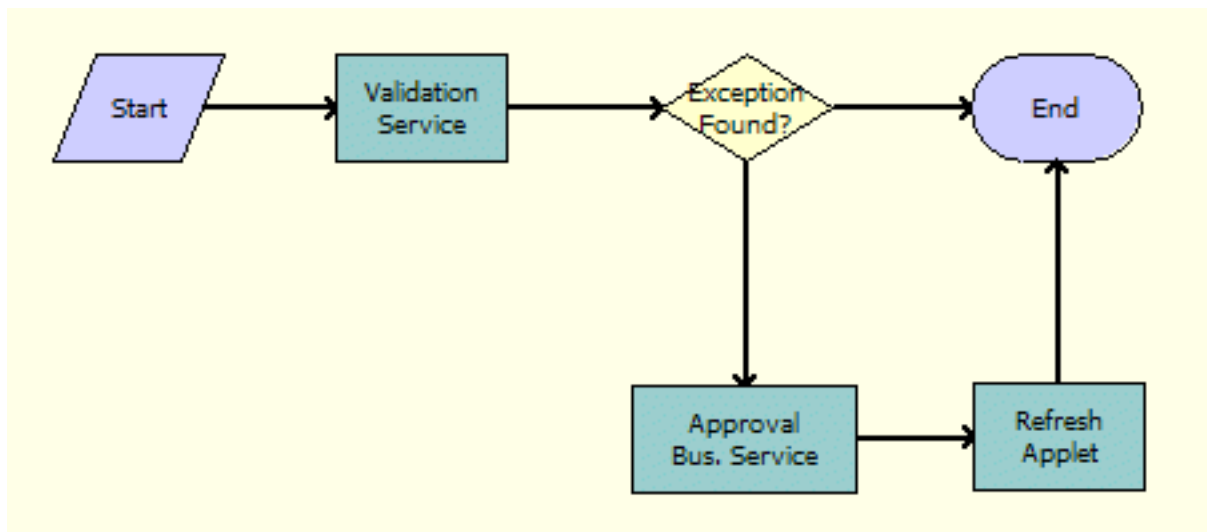 Start
Validation
Service
Exception
Found?
End
Approval
Bus. Service
Refresh
Applet